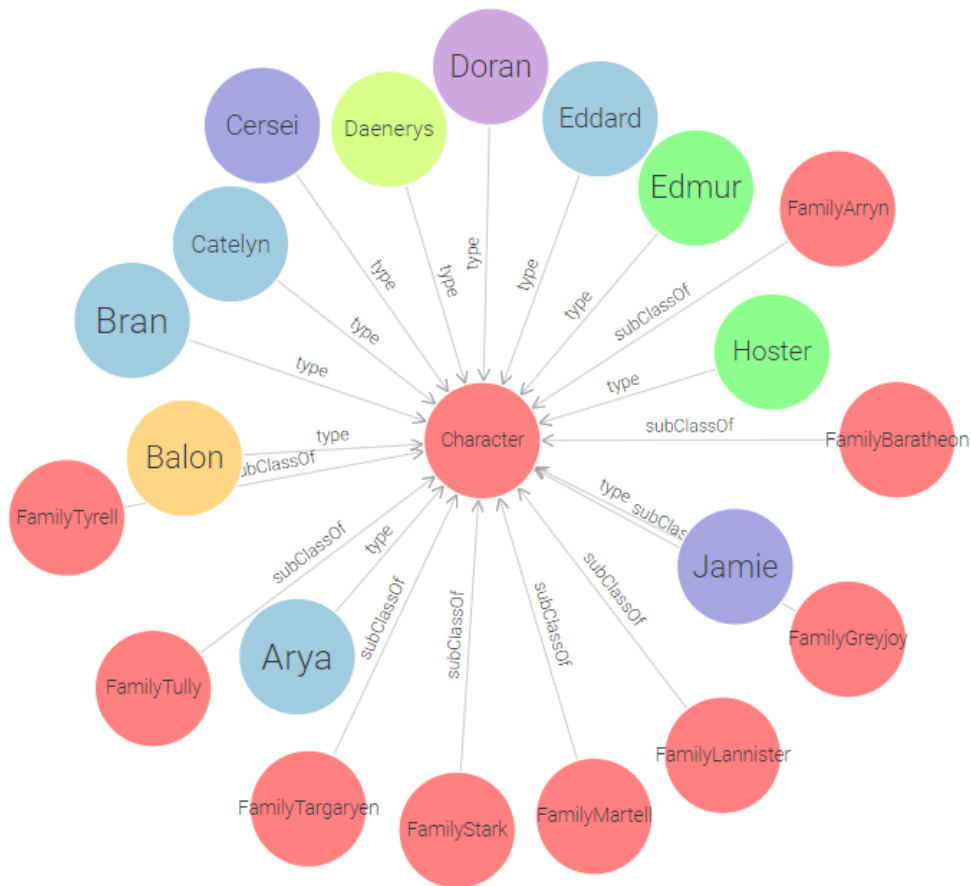 Doran
Cersei
Daenerys
Eddard
Edmur
FamilyArryn
Catelyn
type
type
type
type
type
subClassOf
Bran
type
type
type
Hoster
Character
subClassOf
FamilyBaratheon
Balon
type
subClassOf
FamilyTyrell
type
subClass
Jamie
subClassOf
type
subClassOf
subClassOf
subClassOf
subClassOf
Arya
FamilyTully
FamilyGreyjoy
FamilyLannister
FamilyTargaryen
FamilyStark
FamilyMartell